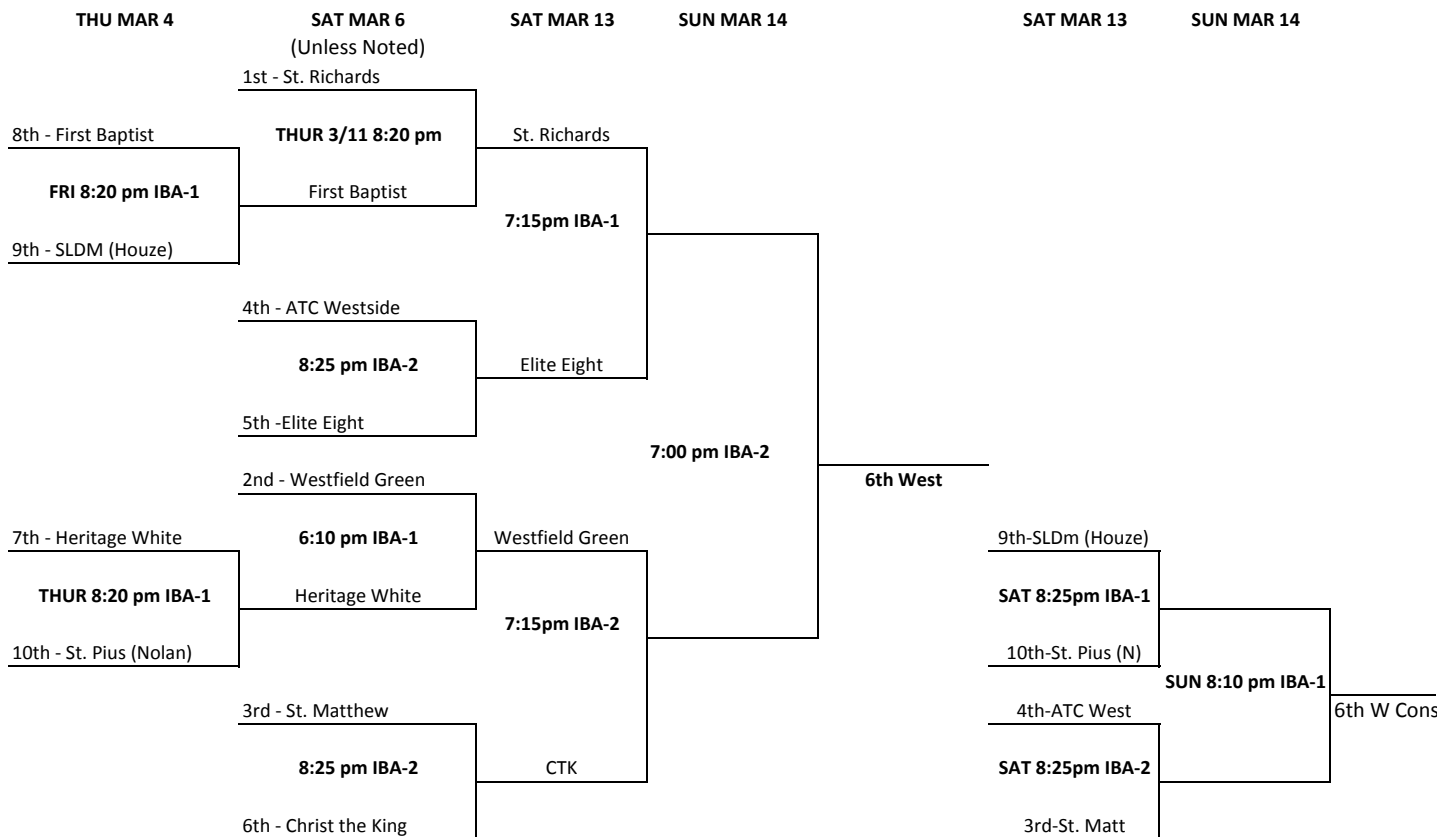 THU MAR 4
SAT MAR 6
SAT MAR 13
SUN MAR 14
SAT MAR 13
SUN MAR 14
(Unless Noted)
1st - St. Richards
8th - First Baptist
THUR 3/11 8:20 pm
St. Richards
FRI 8:20 pm IBA-1
First Baptist
7:15pm IBA-1
9th - SLDM (Houze)
4th - ATC Westside
8:25 pm IBA-2
Elite Eight
5th -Elite Eight
7:00 pm IBA-2
2nd - Westfield Green
6th West
7th - Heritage White
6:10 pm IBA-1
Westfield Green
9th-SLDm (Houze)
THUR 8:20 pm IBA-1
Heritage White
SAT 8:25pm IBA-1
7:15pm IBA-2
10th - St. Pius (Nolan)
10th-St. Pius (N)
SUN 8:10 pm IBA-1
3rd - St. Matthew
4th-ATC West
6th W Cons
8:25 pm IBA-2
CTK
SAT 8:25pm IBA-2
6th - Christ the King
3rd-St. Matt